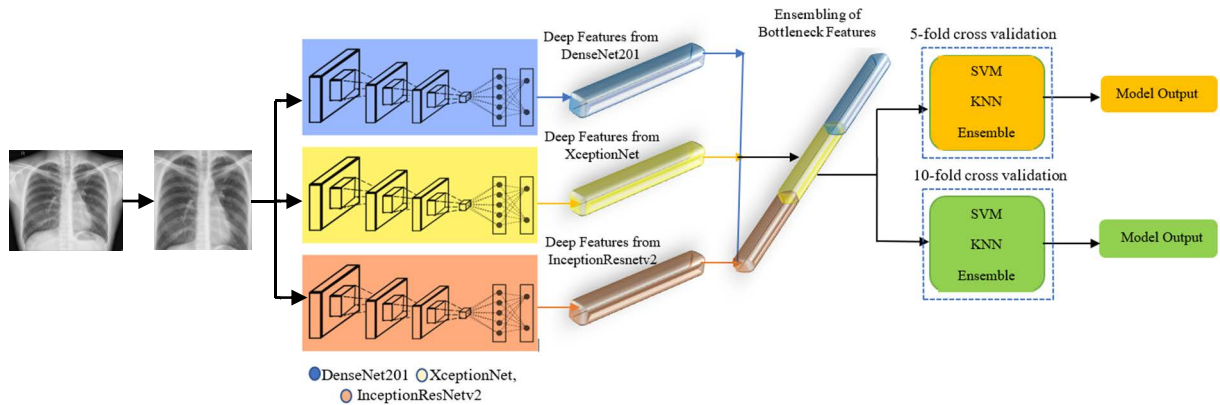 Deep Features from
DenseNet201
Deep Features from
XceptionNet
Deep Features from
InceptionResnetv2
DenseNet201 XceptionNet,
InceptionResNetv2
Ensembling of
Bottleneck Features
5-fold cross validation
SVM
KNN
Ensemble
Model Output
10-fold cross validation
SVM
KNN
Ensemble
Model Output